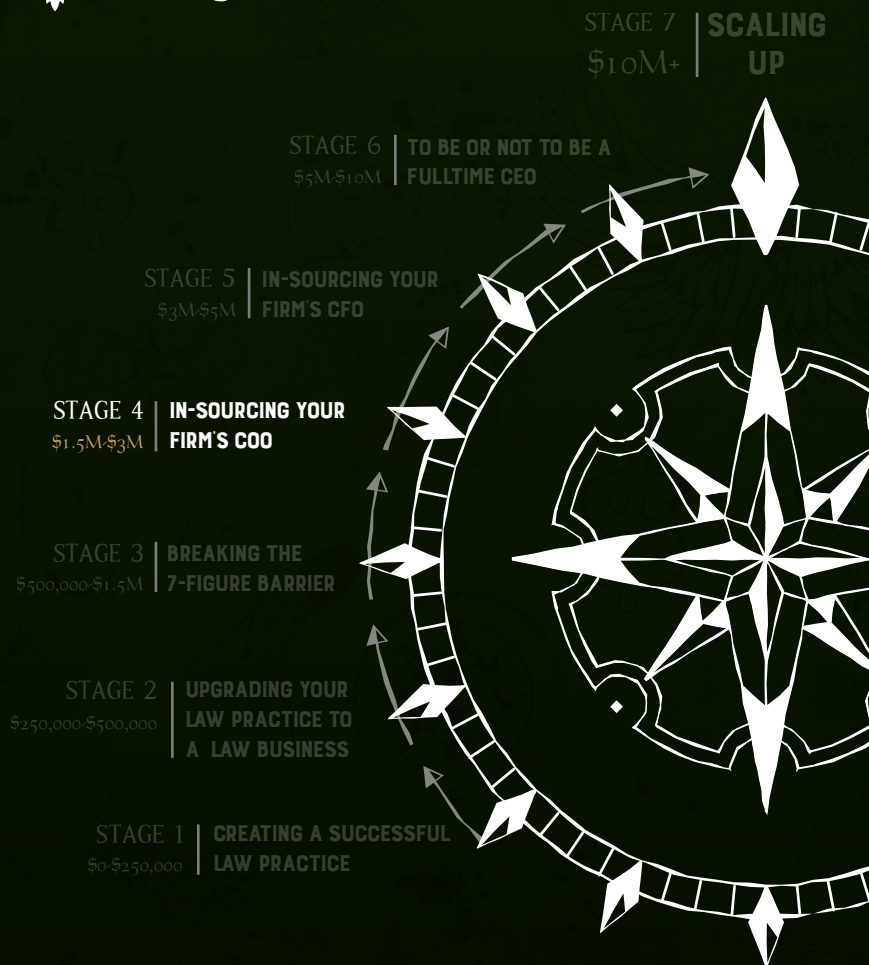 STAGE 7
$10M+
SCALING
UP
STAGE 6
$5M-$10M
TO BE OR NOT TO BE A
FULLTIME CEO
STAGE 5
$3M-$5M
IN-SOURCING YOUR
FIRM'S CFO
STAGE 4
$1.5M-$3M
IN-SOURCING YOUR
FIRM'S COO
STAGE 3
$500,000-$1.5M
BREAKING THE
7-FIGURE BARRIER
STAGE 2
$250,000-$500,000
UPGRADING YOUR
LAW PRACTICE TO
A LAW BUSINESS
STAGE 1
$0-$250,000
CREATING A SUCCESSFUL
LAW PRACTICE